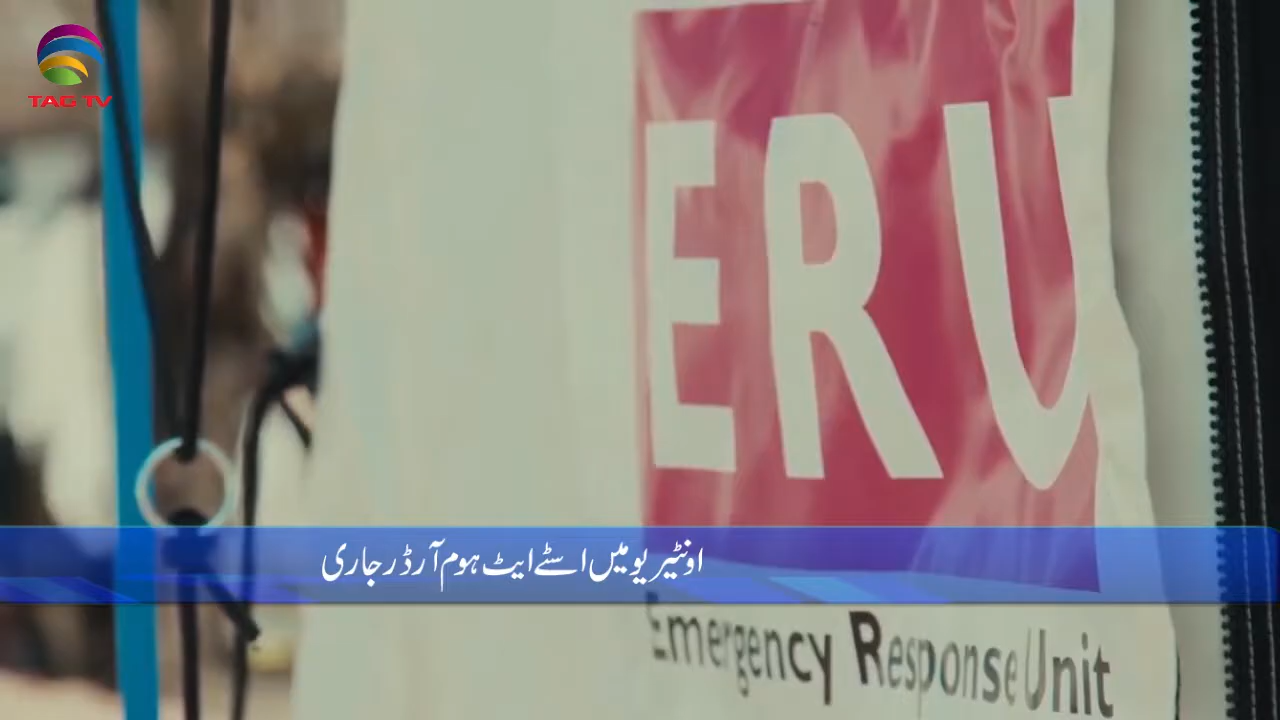 TAG TV
ERU
اونٹیریو میں اسٹے ایٹ ہوم آرڈر جاری
Emergency Response Unit